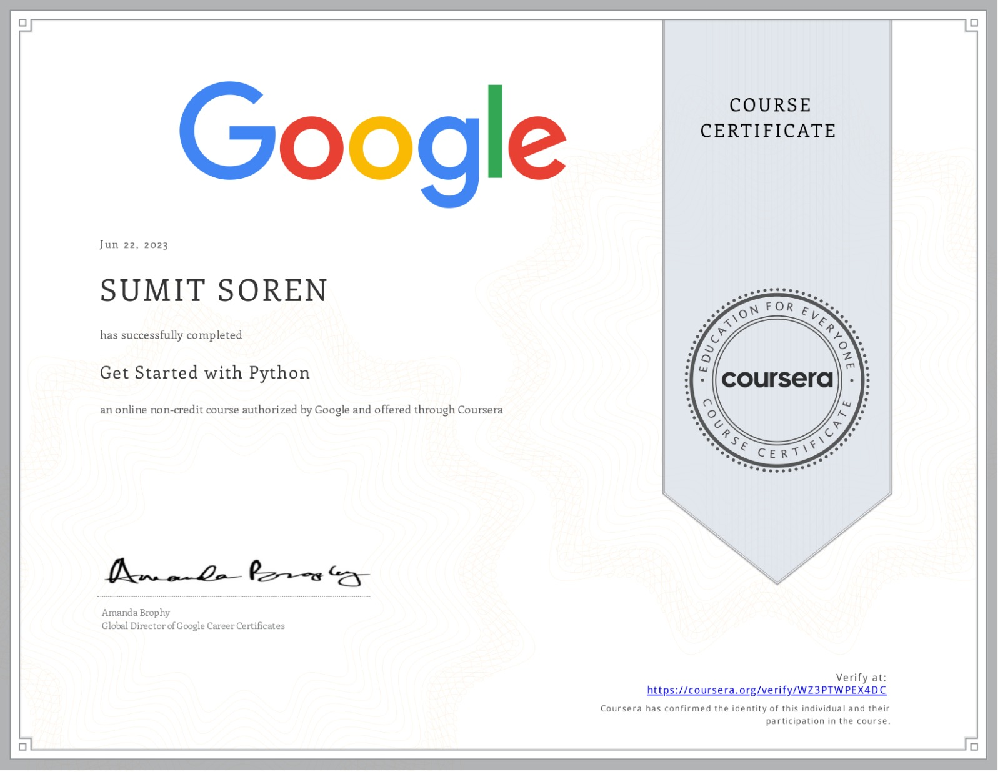 Google
COURSE
CERTIFICATE
Jun 22, 2023
SUMIT SOREN
has successfully completed
Get Started with Python
an online non-credit course authorized by Google and offered through Coursera
EDUCATION FOR EVERYONE
coursera
COURSE CERTIFICATE
Amanda Brophy
Amanda Brophy
Global Director of Google Career Certificates
Verify at:
https://coursera.org/verify/WZ3PTWPEX4DC
Coursera has confirmed the identity of this individual and their
participation in the course.